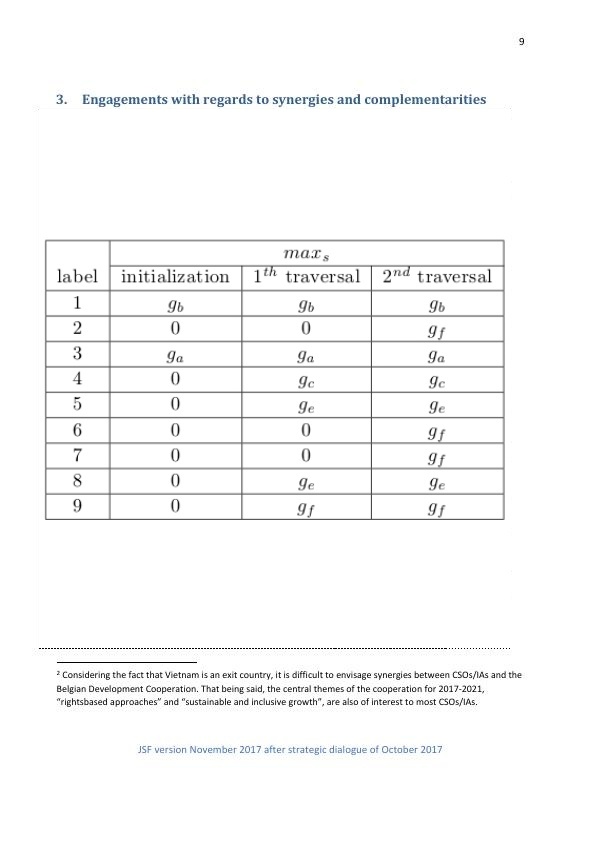 9
3. Engagements with regards to synergies and complementarities
max_s
label initialization 1^{th} traversal 2^{nd} traversal
1 g_b g_b g_b
2 0 0 g_f
3 g_a g_a g_a
4 0 g_c g_c
5 0 g_e g_e
6 0 0 g_f
7 0 0 g_f
8 0 g_e g_e
9 0 g_f g_f
² Considering the fact that Vietnam is an exit country, it is difficult to envisage synergies between CSOs/IAs and the
Belgian Development Cooperation. That being said, the central themes of the cooperation for 2017-2021,
“rightsbased approaches” and “sustainable and inclusive growth”, are also of interest to most CSOs/IAs.
JSF version November 2017 after strategic dialogue of October 2017